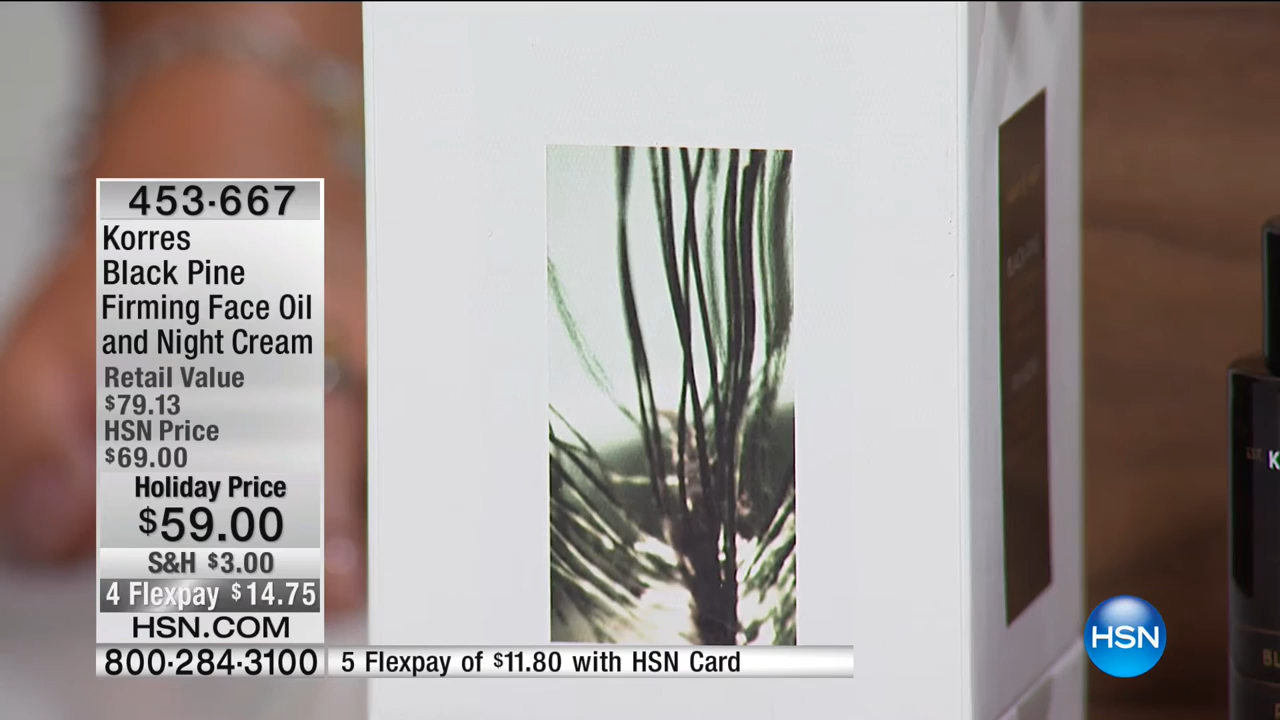 453·667
Korres
Black Pine
Firming Face Oil
and Night Cream
Retail Value
$79.13
HSN Price
$69.00
Holiday Price
$59.00
S&H $3.00
4 Flexpay $14.75
HSN.COM
800·284·3100
5 Flexpay of $11.80 with HSN Card
HSN